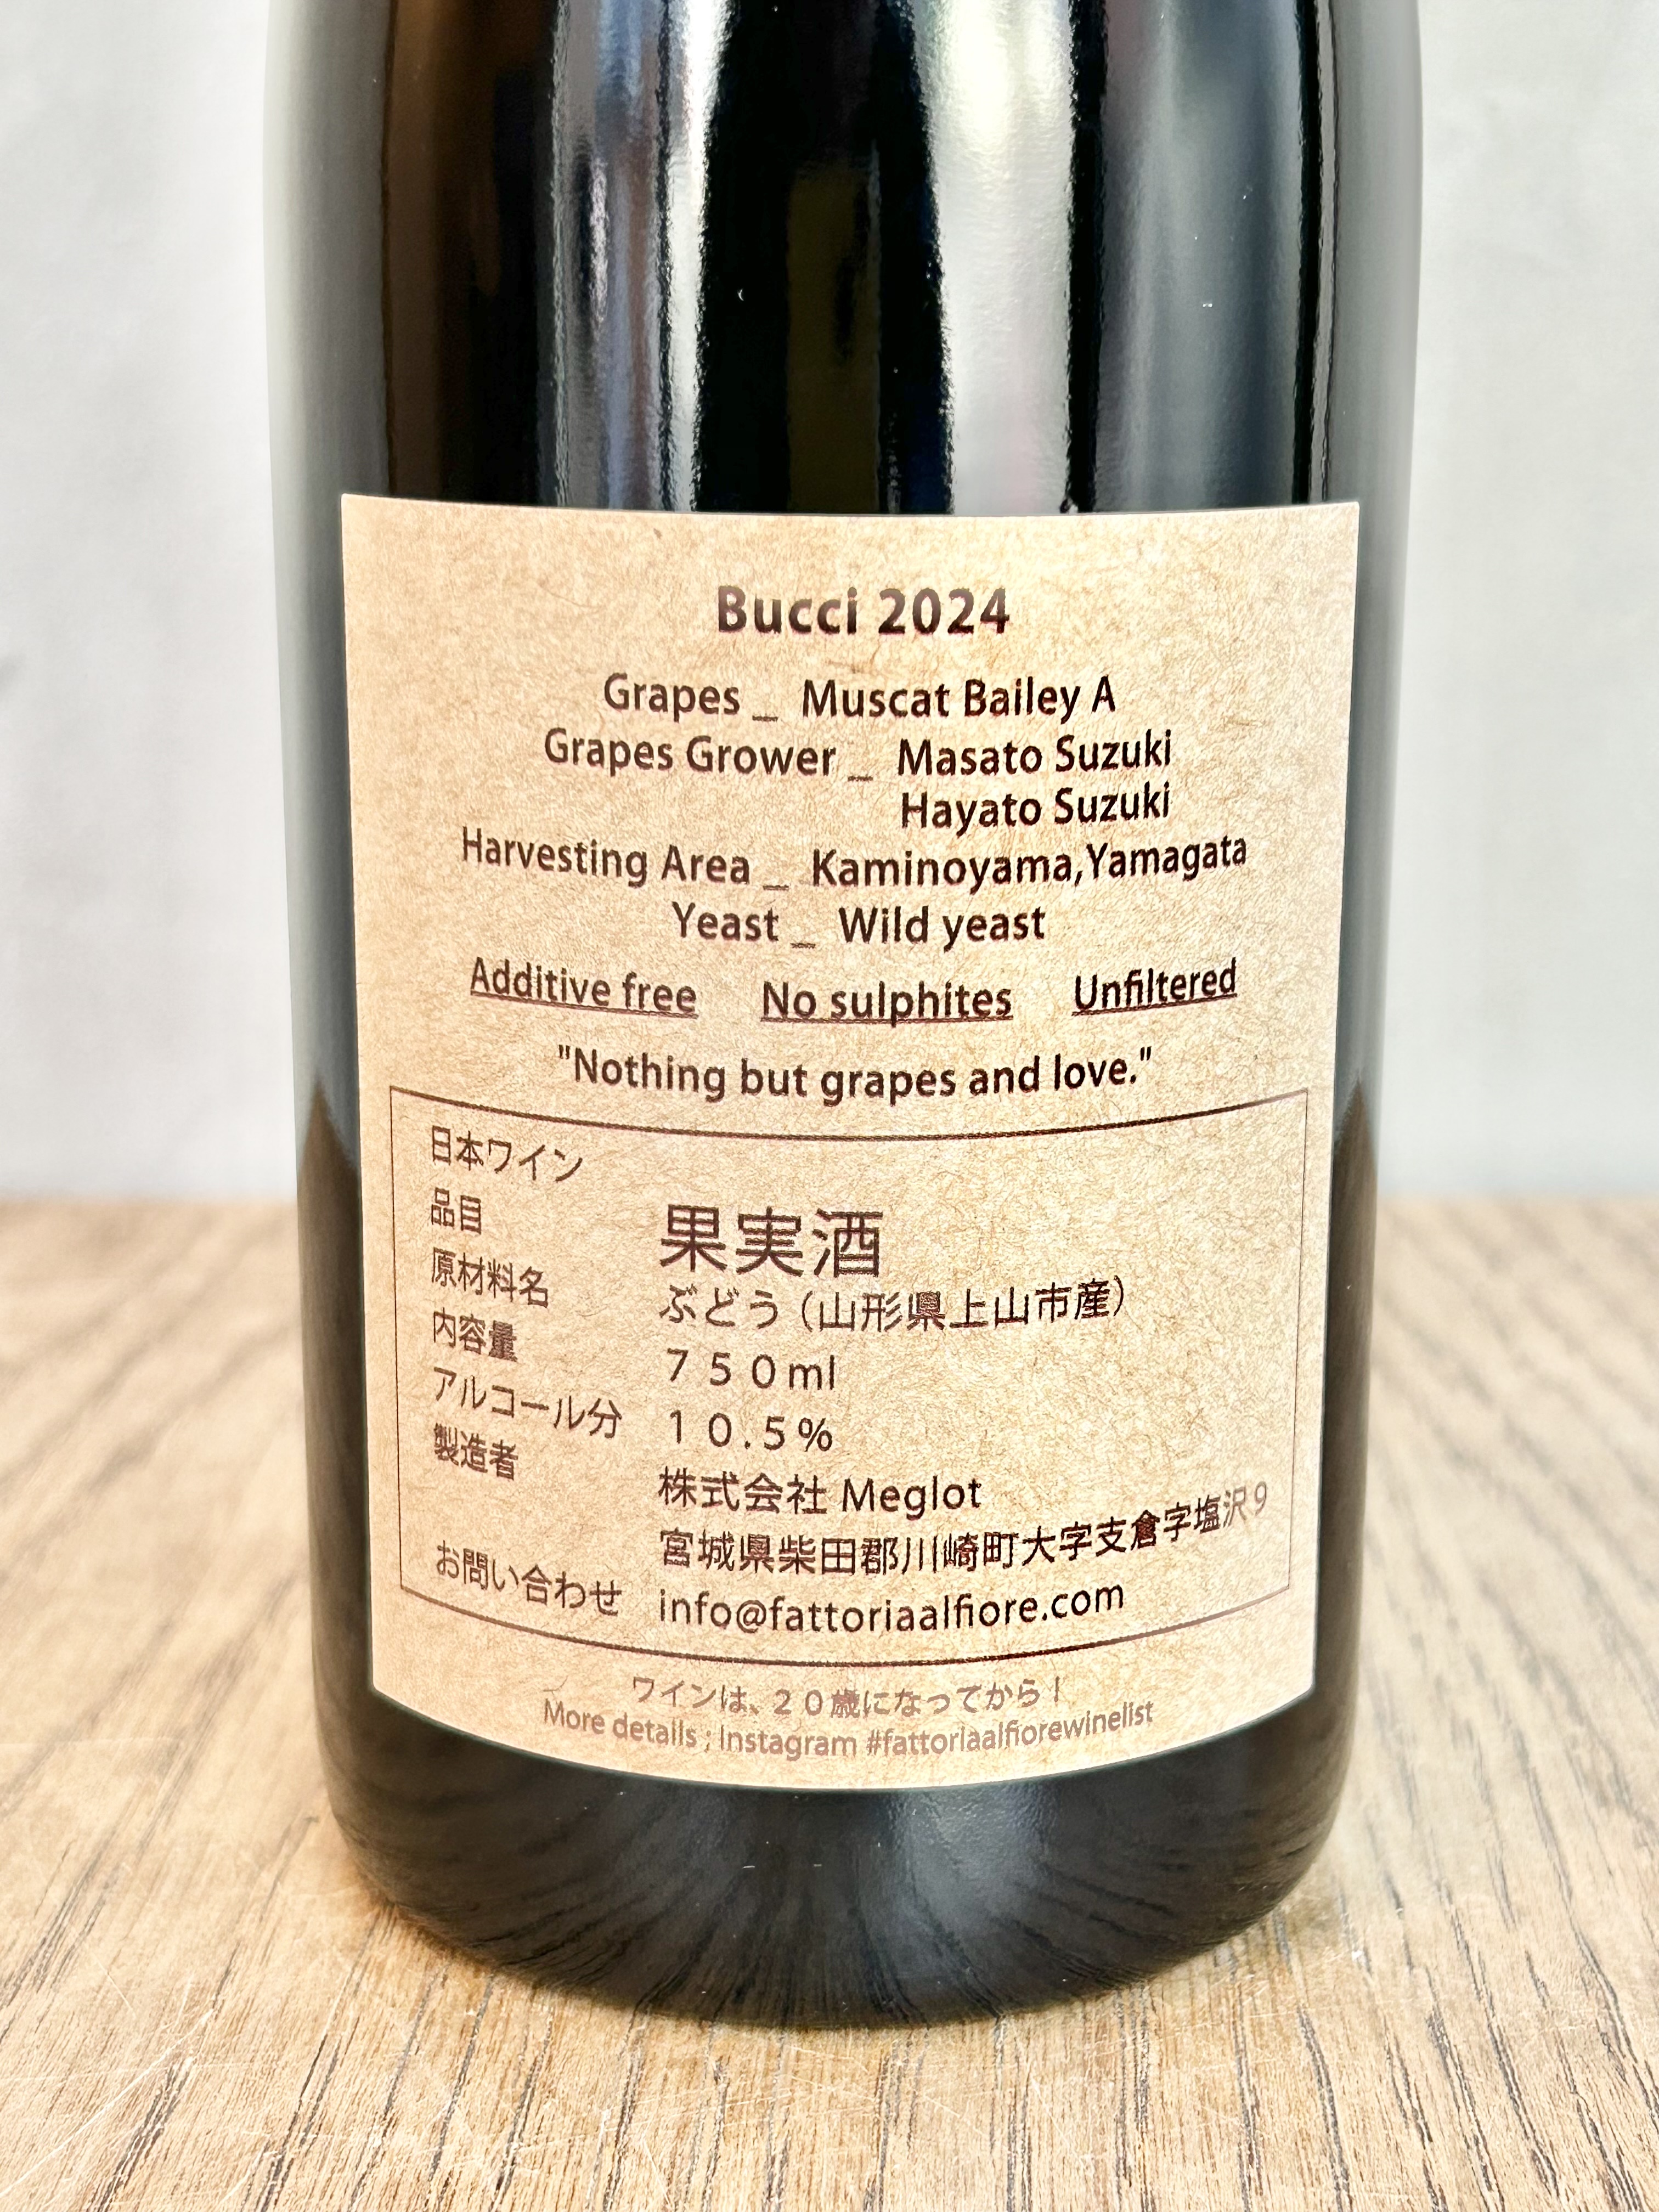 Bucci 2024
Grapes _ Muscat Bailey A
Grapes Grower _ Masato Suzuki
Hayato Suzuki
Harvesting Area _ Kaminoyama,Yamagata
Yeast _ Wild yeast
Additive free No sulphites Unfiltered
"Nothing but grapes and love."
日本ワイン
品目 果実酒
原材料名 ぶどう（山形県上山市産）
内容量 ７５０ml
アルコール分 １０.５%
製造者 株式会社 Meglot
宮城県柴田郡川崎町大字支倉字塩沢９
お問い合わせ info@fattoriaalfiore.com
ワインは、２０歳になってから！
More details ; Instagram #fattoriaalfiorewinelist